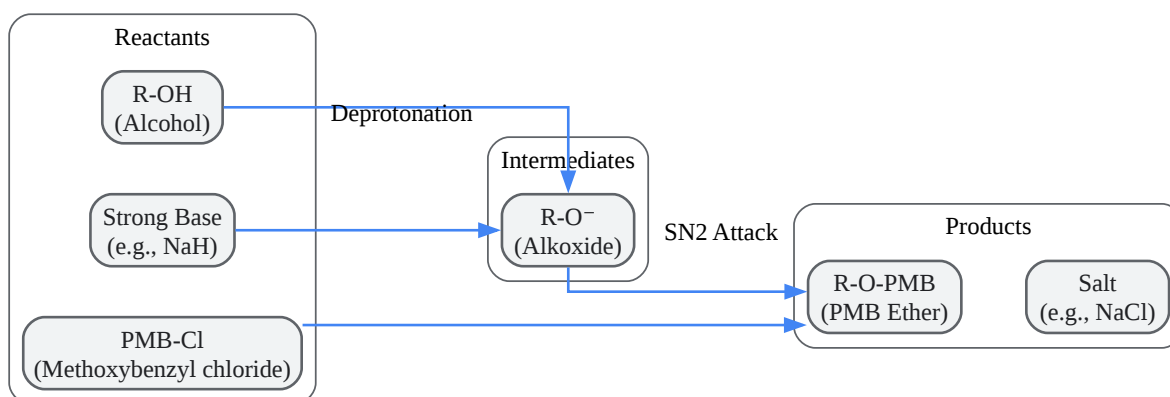 Reactants
R-OH
(Alcohol)
Deprotonation
Strong Base
(e.g., NaH)
PMB-Cl
(Methoxybenzyl chloride)
Intermediates
R-O⁻
(Alkoxide)
SN2 Attack
Products
R-O-PMB
(PMB Ether)
Salt
(e.g., NaCl)